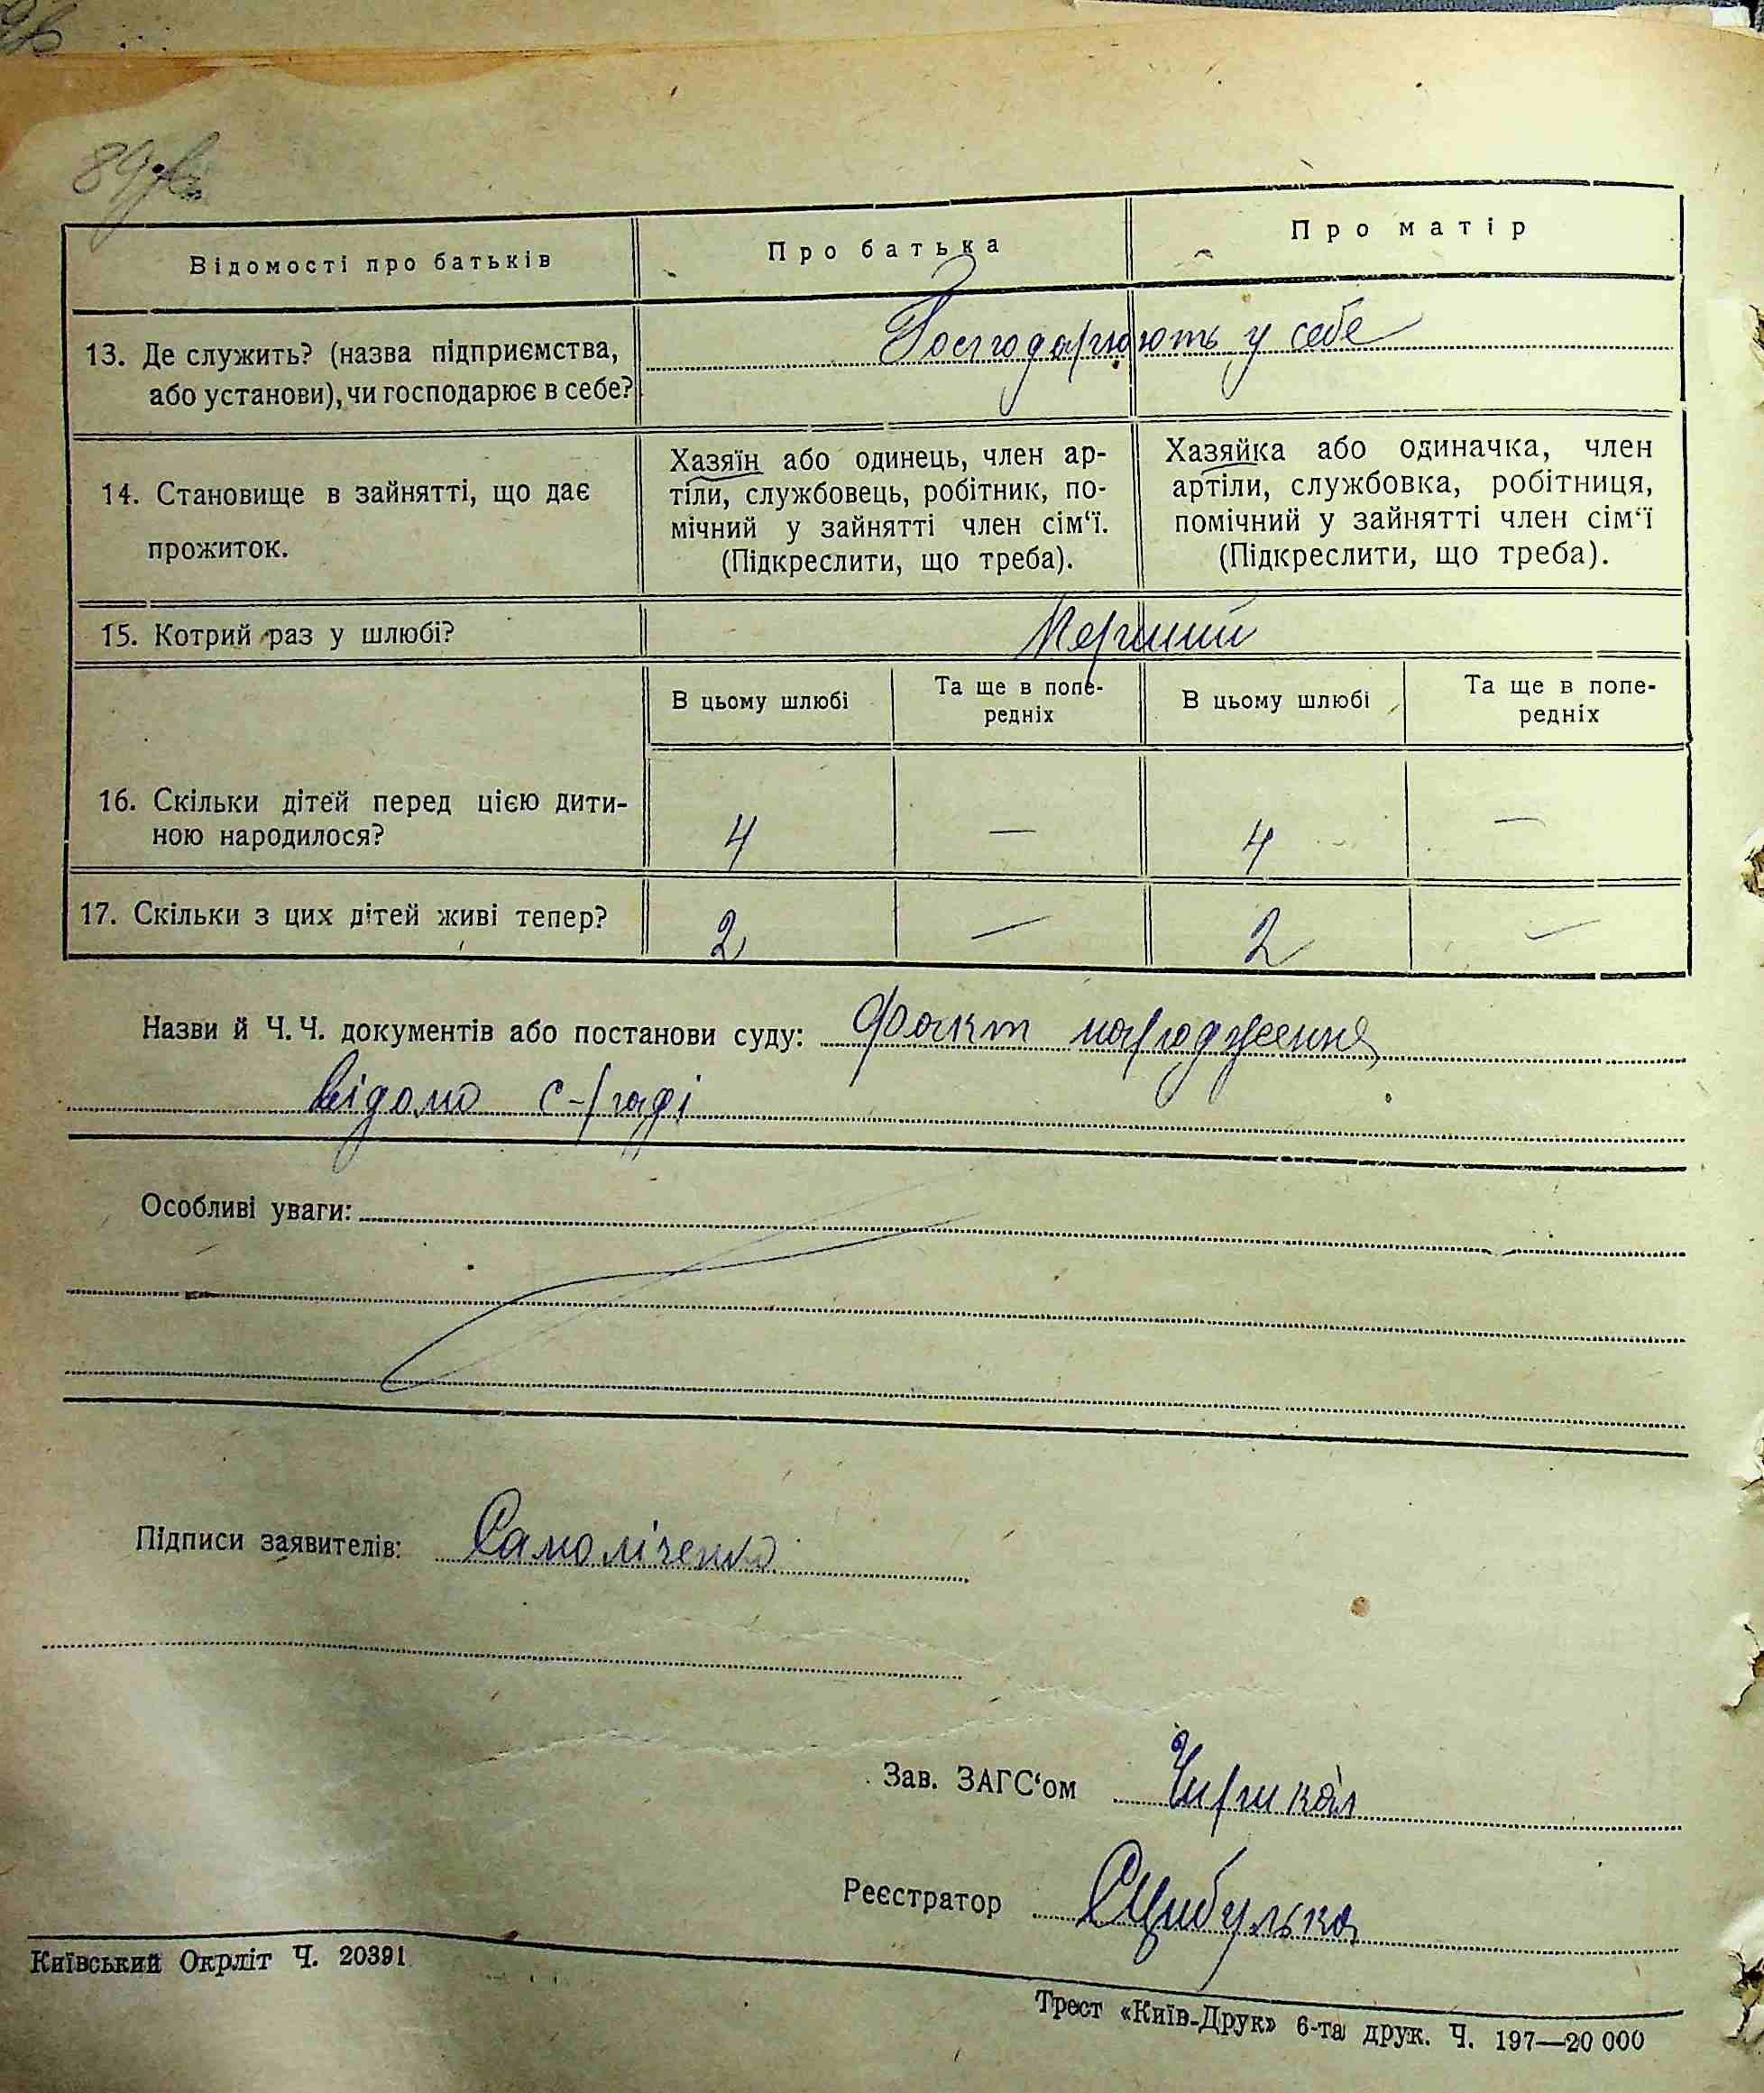 89 зв.
Відомості про батьків
Про батька
Про матір
13. Де служить? (назва підприємства,
або установи), чи господарює в себе?
Господарюють у себе
14. Становище в зайнятті, що дає
прожиток.
Хазяїн або одинець, член ар-
тіли, службовець, робітник, по-
мічний у зайнятті член сім‘ї.
(Підкреслити, що треба).
Хазяйка або одиначка, член
артіли, службовка, робітниця,
помічний у зайнятті член сім‘ї
(Підкреслити, що треба).
15. Котрий раз у шлюбі?
Перший
В цьому шлюбі
Та ще в попе-
редніх
В цьому шлюбі
Та ще в попе-
редніх
16. Скільки дітей перед цією дити-
ною народилося?
4 — 4 —
17. Скільки з цих дітей живі тепер?
2 — 2 —
Назви й Ч. Ч. документів або постанови суду: Факт народження
відомо с-раді
Особливі уваги:
Підписи заявителів: Самоліченко
Зав. ЗАГС‘ом
Реєстратор СЦибулька
Київський Окрліт Ч. 20391
Трест «Київ-Друк» 6-та друк. Ч. 197—20 000